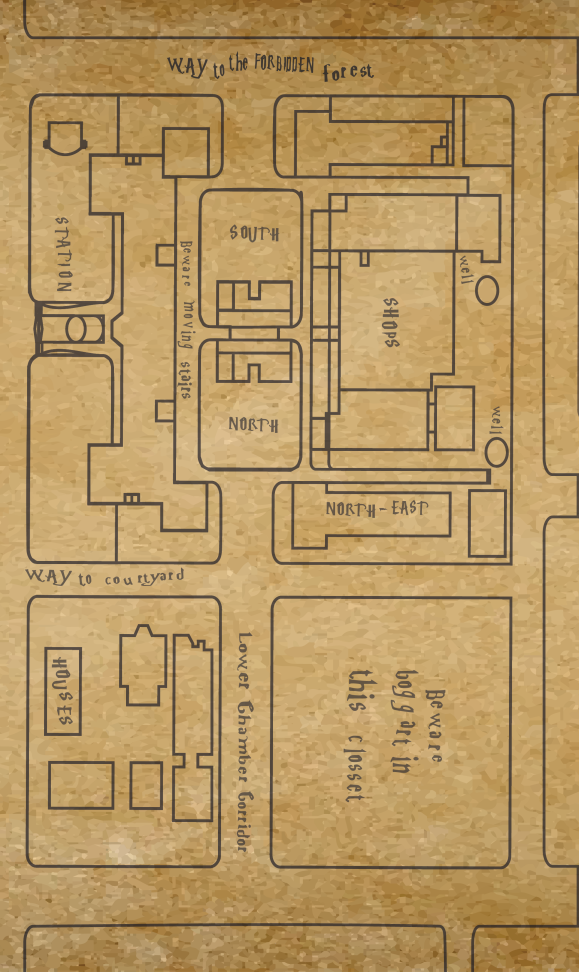 WAY to the FORBIDDEN forest
STATION
SOUTH
Beware moving stairs
well
SHOPS
well
NORTH
NORTH - EAST
WAY to courtyard
HOUSES
Lower Chamber Corridor
Beware
boggart in
this closset